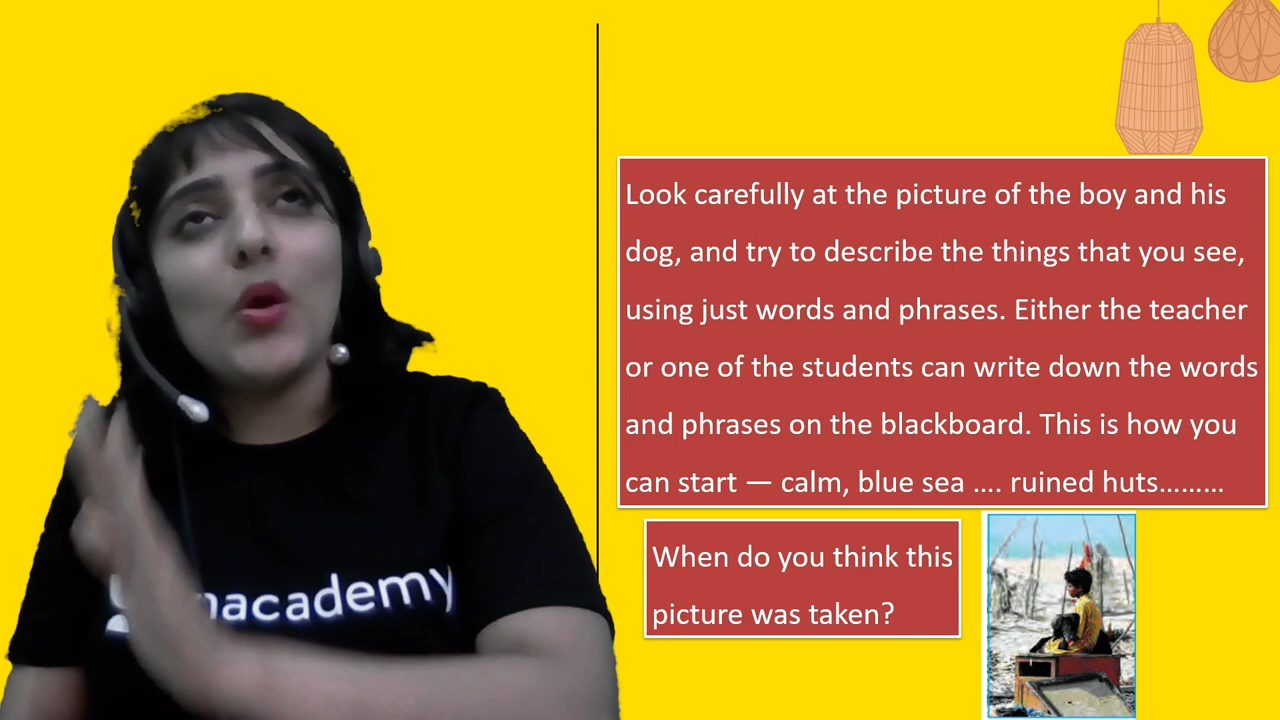 Look carefully at the picture of the boy and his
dog, and try to describe the things that you see,
using just words and phrases. Either the teacher
or one of the students can write down the words
and phrases on the blackboard. This is how you
can start — calm, blue sea .... ruined huts.........
When do you think this
picture was taken?